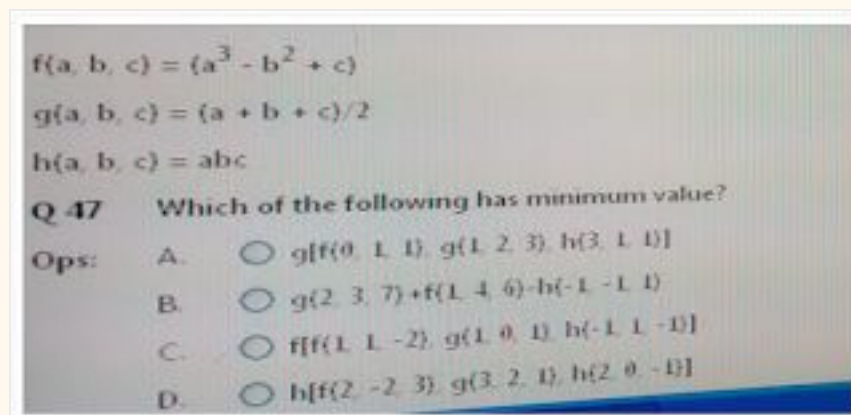 f(a, b, c) = (a³ - b² + c)
g(a, b, c) = (a + b + c)/2
h(a, b, c) = abc
Q 47 Which of the following has minimum value?
Ops: A. g[f(0, 1, 1), g(1, 2, 3), h(3, 1, 1)]
B. g(2, 3, 7)+f(1, 4, 6)-h(-1, -1, 1)
C. f[f(1, 1, -2), g(1, 0, 1), h(-1, 1, -1)]
D. h[f(2, -2, 3), g(3, 2, 1), h(2, 0, -1)]